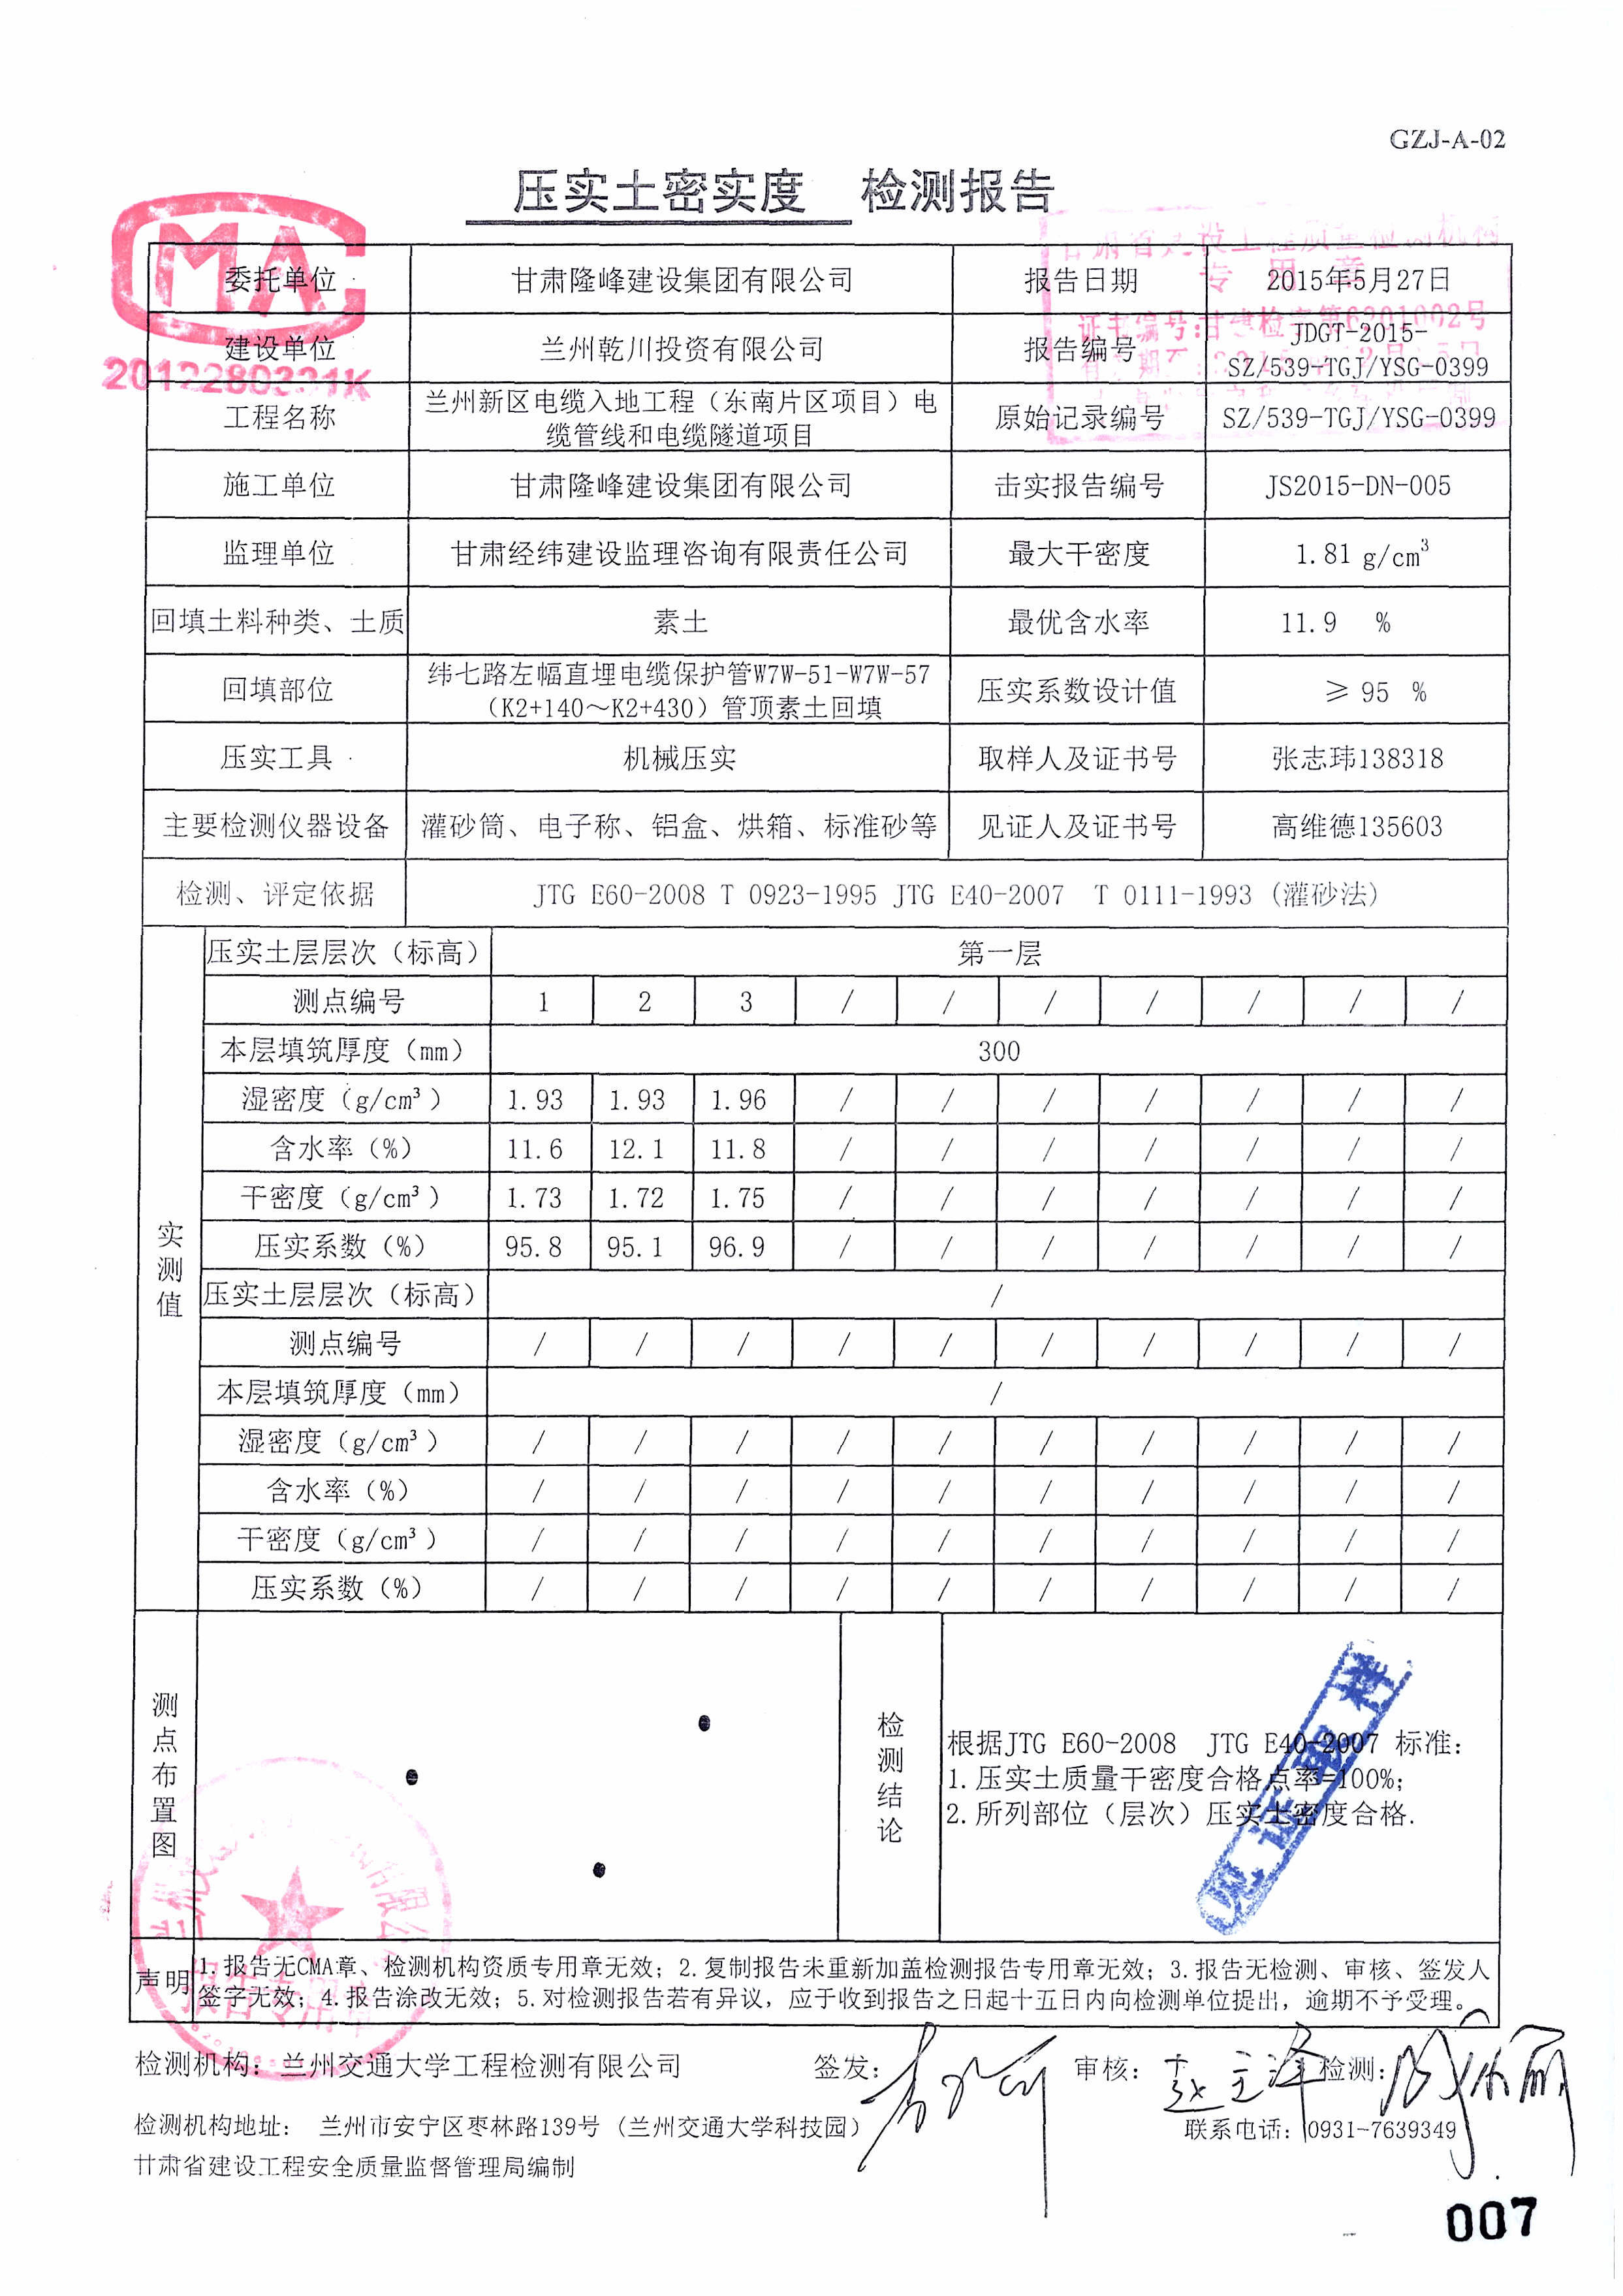 GZJ-A-02
压实土密实度 检测报告
委托单位 甘肃隆峰建设集团有限公司 报告日期 2015年5月27日
建设单位 兰州乾川投资有限公司 报告编号 JDGT-2015-
SZ/539-TGJ/YSG-0399
工程名称 兰州新区电缆入地工程（东南片区项目）电
缆管线和电缆隧道项目 原始记录编号 SZ/539-TGJ/YSG-0399
施工单位 甘肃隆峰建设集团有限公司 击实报告编号 JS2015-DN-005
监理单位 甘肃经纬建设监理咨询有限责任公司 最大干密度 1.81 g/cm³
回填土料种类、土质 素土 最优含水率 11.9 %
回填部位 纬七路左幅直埋电缆保护管W7W-51-W7W-57
（K2+140～K2+430）管顶素土回填 压实系数设计值 ≥ 95 %
压实工具 机械压实 取样人及证书号 张志玮138318
主要检测仪器设备 灌砂筒、电子称、铝盒、烘箱、标准砂等 见证人及证书号 高维德135603
检测、评定依据 JTG E60-2008 T 0923-1995 JTG E40-2007 T 0111-1993 (灌砂法)
实测值
压实土层层次（标高） 第一层
测点编号 1 2 3 / / / / / / /
本层填筑厚度（mm） 300
湿密度（g/cm³） 1.93 1.93 1.96 / / / / / / /
含水率（%） 11.6 12.1 11.8 / / / / / / /
干密度（g/cm³） 1.73 1.72 1.75 / / / / / / /
压实系数（%） 95.8 95.1 96.9 / / / / / / /
压实土层层次（标高） /
测点编号 / / / / / / / / / /
本层填筑厚度（mm） /
湿密度（g/cm³） / / / / / / / / / /
含水率（%） / / / / / / / / / /
干密度（g/cm³） / / / / / / / / / /
压实系数（%） / / / / / / / / / /
测点布置图
检测结论
根据JTG E60-2008 JTG E40-2007 标准：
1. 压实土质量干密度合格点率=100%;
2. 所列部位（层次）压实土密度合格.
见证取样
声明
1. 报告无CMA章、检测机构资质专用章无效；2. 复制报告未重新加盖检测报告专用章无效；3. 报告无检测、审核、签发人
签字无效；4. 报告涂改无效；5. 对检测报告若有异议，应于收到报告之日起十五日内向检测单位提出，逾期不予受理。
报告专用章
检测机构：兰州交通大学工程检测有限公司 签发： 审核： 检测：
检测机构地址： 兰州市安宁区枣林路139号（兰州交通大学科技园） 联系电话：0931-7639349
甘肃省建设工程安全质量监督管理局编制
007